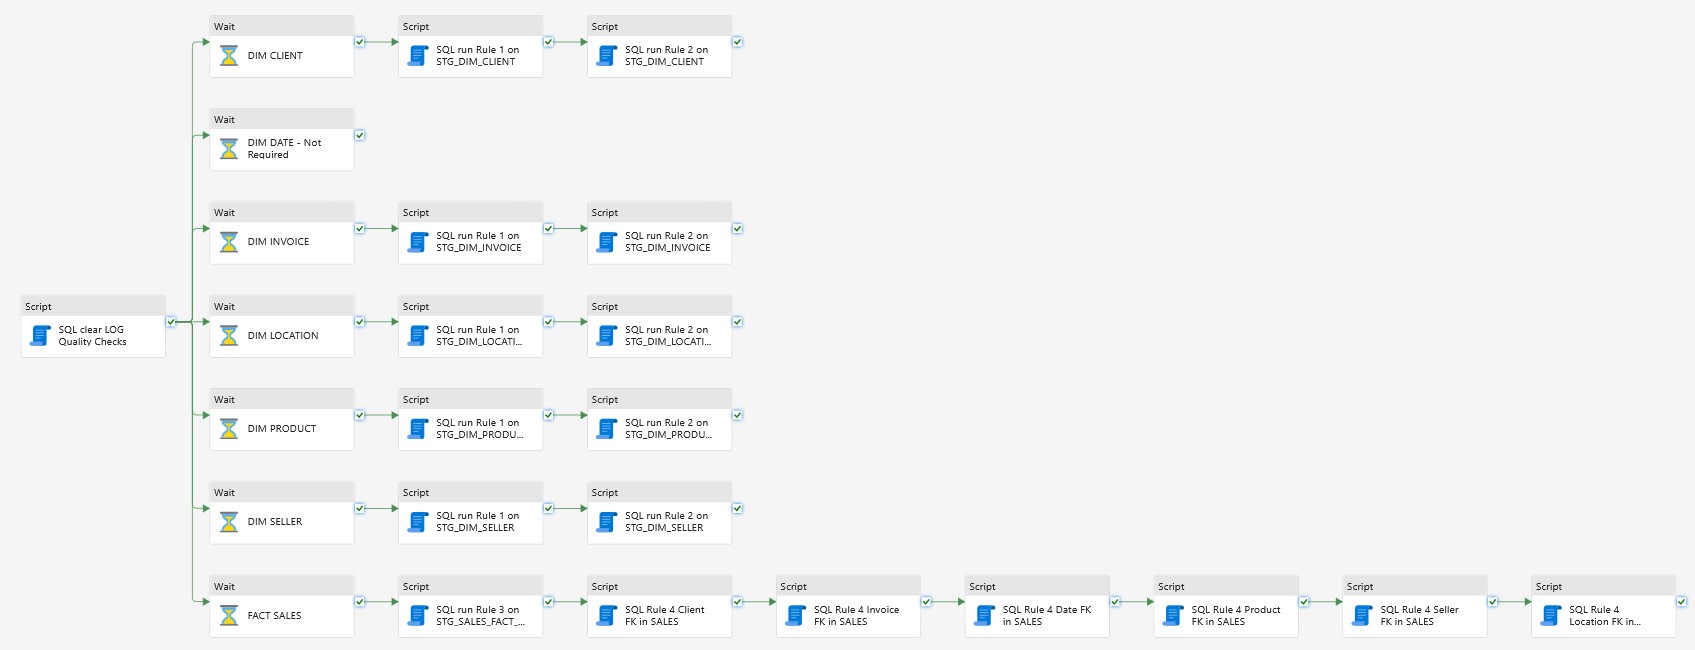 Wait
DIM CLIENT
Script
SQL run Rule 1 on
STG_DIM_CLIENT
Script
SQL run Rule 2 on
STG_DIM_CLIENT
Wait
DIM DATE - Not
Required
Wait
DIM INVOICE
Script
SQL run Rule 1 on
STG_DIM_INVOICE
Script
SQL run Rule 2 on
STG_DIM_INVOICE
Script
SQL clear LOG
Quality Checks
Wait
DIM LOCATION
Script
SQL run Rule 1 on
STG_DIM_LOCATI...
Script
SQL run Rule 2 on
STG_DIM_LOCATI...
Wait
DIM PRODUCT
Script
SQL run Rule 1 on
STG_DIM_PRODU...
Script
SQL run Rule 2 on
STG_DIM_PRODU...
Wait
DIM SELLER
Script
SQL run Rule 1 on
STG_DIM_SELLER
Script
SQL run Rule 2 on
STG_DIM_SELLER
Wait
FACT SALES
Script
SQL run Rule 3 on
STG_SALES_FACT_...
Script
SQL Rule 4 Client
FK in SALES
Script
SQL Rule 4 Invoice
FK in SALES
Script
SQL Rule 4 Date FK
in SALES
Script
SQL Rule 4 Product
FK in SALES
Script
SQL Rule 4 Seller
FK in SALES
Script
SQL Rule 4
Location FK in...